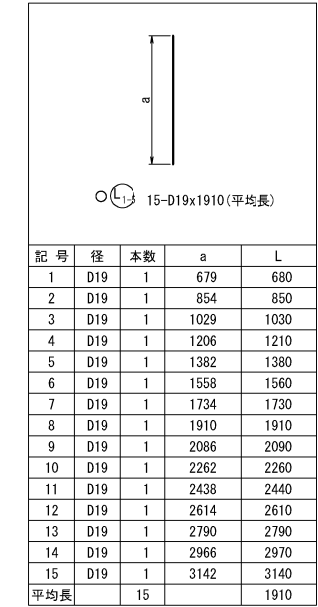 a
L1-5 15-D19x1910(平均長)
記 号 径 本数 a L
1 D19 1 679 680
2 D19 1 854 850
3 D19 1 1029 1030
4 D19 1 1206 1210
5 D19 1 1382 1380
6 D19 1 1558 1560
7 D19 1 1734 1730
8 D19 1 1910 1910
9 D19 1 2086 2090
10 D19 1 2262 2260
11 D19 1 2438 2440
12 D19 1 2614 2610
13 D19 1 2790 2790
14 D19 1 2966 2970
15 D19 1 3142 3140
平均長 15 1910